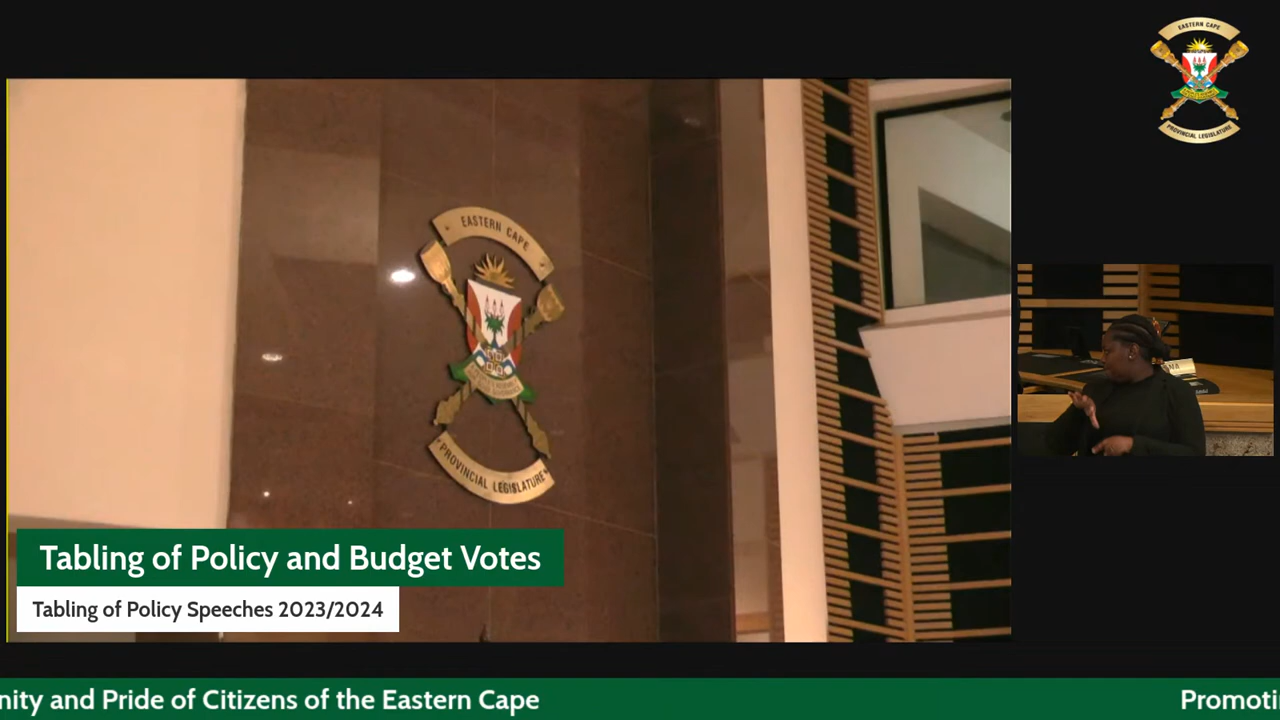 EASTERN CAPE
PROVINCIAL LEGISLATURE
EASTERN CAPE
PROVINCIAL LEGISLATURE
Tabling of Policy and Budget Votes
Tabling of Policy Speeches 2023/2024
nity and Pride of Citizens of the Eastern Cape
Promoti